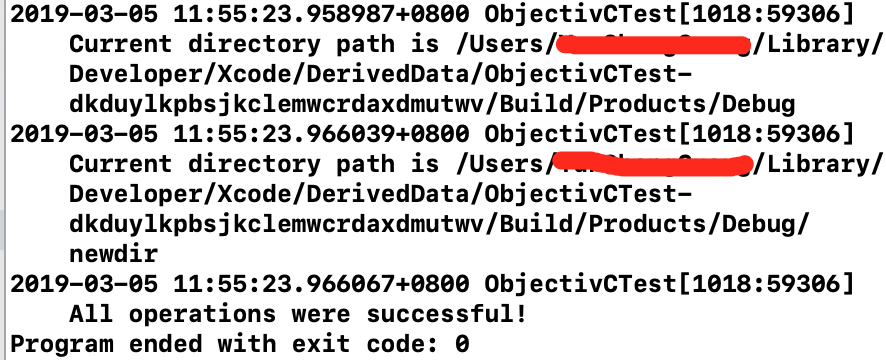 2019-03-05 11:55:23.958987+0800 ObjectivCTest[1018:59306]
Current directory path is /Users/ /Library/
Developer/Xcode/DerivedData/ObjectivCTest-
dkduylkpbsjkclemwcrdaxdmutwv/Build/Products/Debug
2019-03-05 11:55:23.966039+0800 ObjectivCTest[1018:59306]
Current directory path is /Users/ /Library/
Developer/Xcode/DerivedData/ObjectivCTest-
dkduylkpbsjkclemwcrdaxdmutwv/Build/Products/Debug/
newdir
2019-03-05 11:55:23.966067+0800 ObjectivCTest[1018:59306]
All operations were successful!
Program ended with exit code: 0